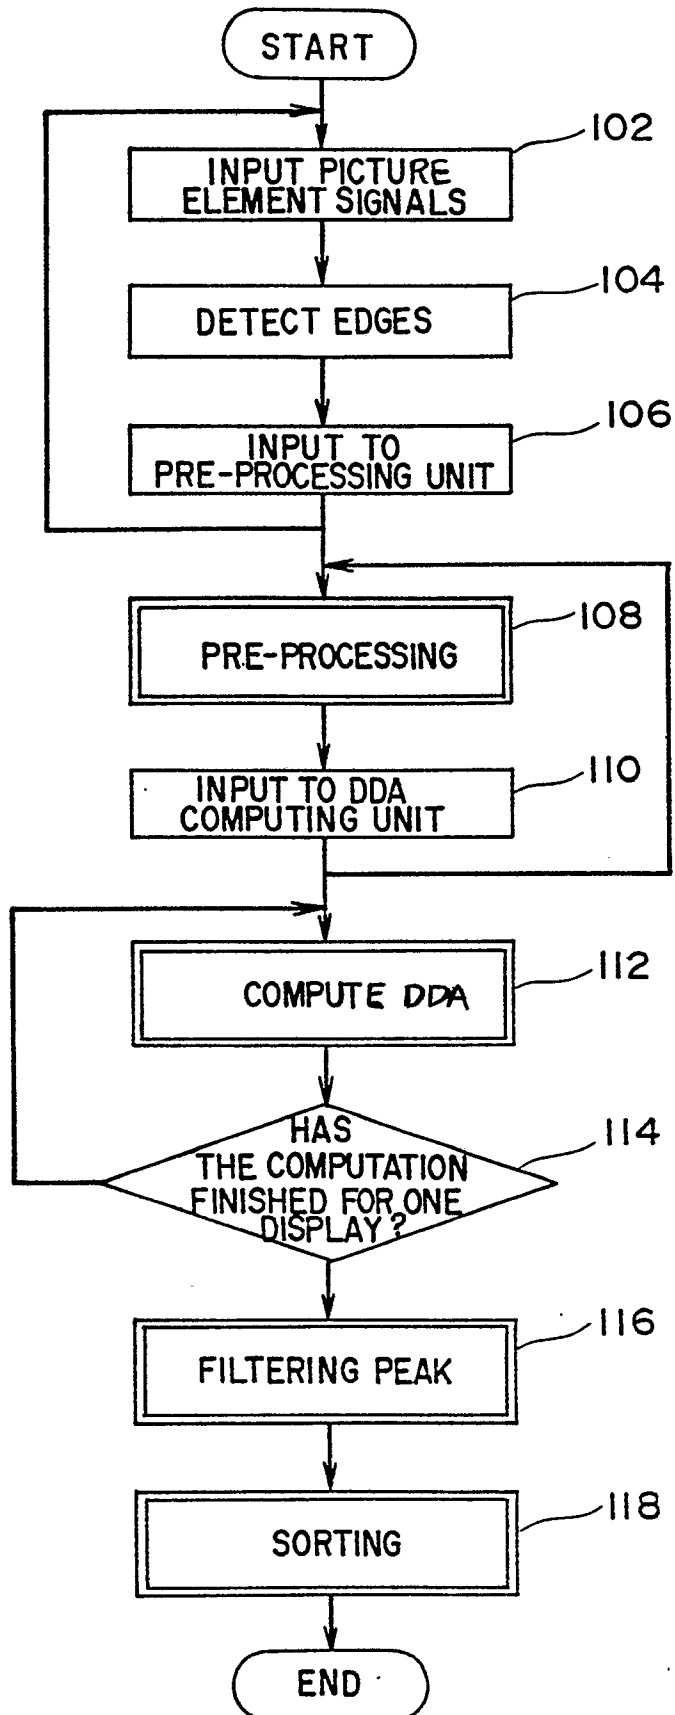 START
102
INPUT PICTURE
ELEMENT SIGNALS
104
DETECT EDGES
106
INPUT TO
PRE-PROCESSING UNIT
108
PRE-PROCESSING
110
INPUT TO DDA
COMPUTING UNIT
112
COMPUTE DDA
114
HAS
THE COMPUTATION
FINISHED FOR ONE
DISPLAY?
116
FILTERING PEAK
118
SORTING
END